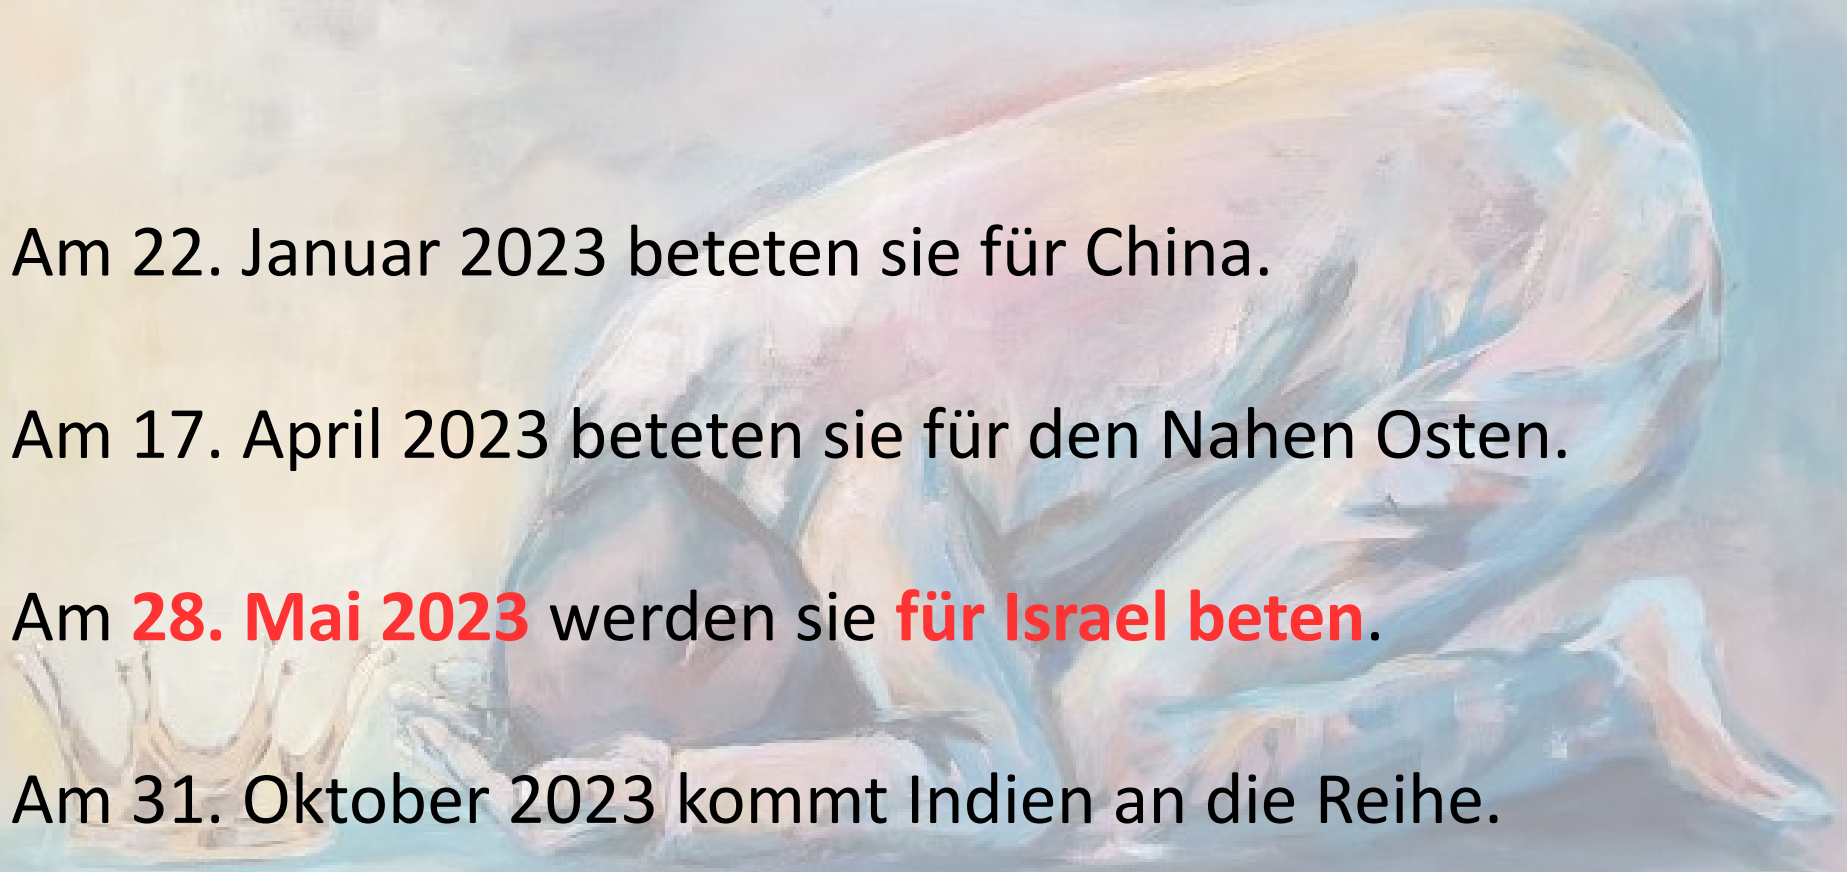 Am 22. Januar 2023 beteten sie für China.
Am 17. April 2023 beteten sie für den Nahen Osten.
Am 28. Mai 2023 werden sie für Israel beten.
Am 31. Oktober 2023 kommt Indien an die Reihe.